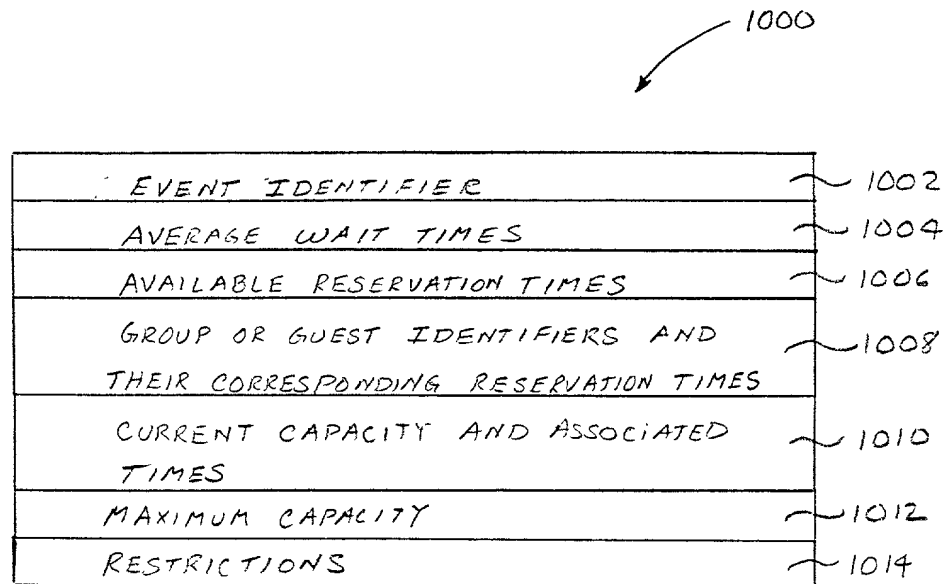 1000
EVENT IDENTIFIER 1002
AVERAGE WAIT TIMES 1004
AVAILABLE RESERVATION TIMES 1006
GROUP OR GUEST IDENTIFIERS AND 1008
THEIR CORRESPONDING RESERVATION TIMES
CURRENT CAPACITY AND ASSOCIATED 1010
TIMES
MAXIMUM CAPACITY 1012
RESTRICTIONS 1014